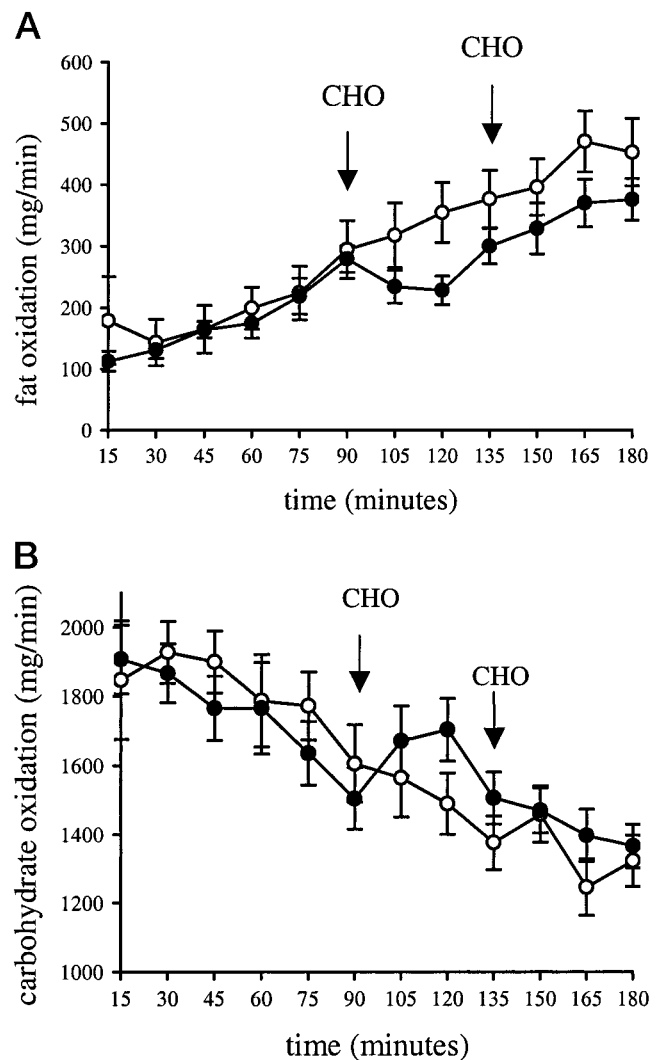 A
CHO
CHO
600
500
400
300
200
100
0
fat oxidation (mg/min)
15 30 45 60 75 90 105 120 135 150 165 180
time (minutes)
B
CHO
CHO
2000
1800
1600
1400
1200
1000
carbohydrate oxidation (mg/min)
15 30 45 60 75 90 105 120 135 150 165 180
time (minutes)